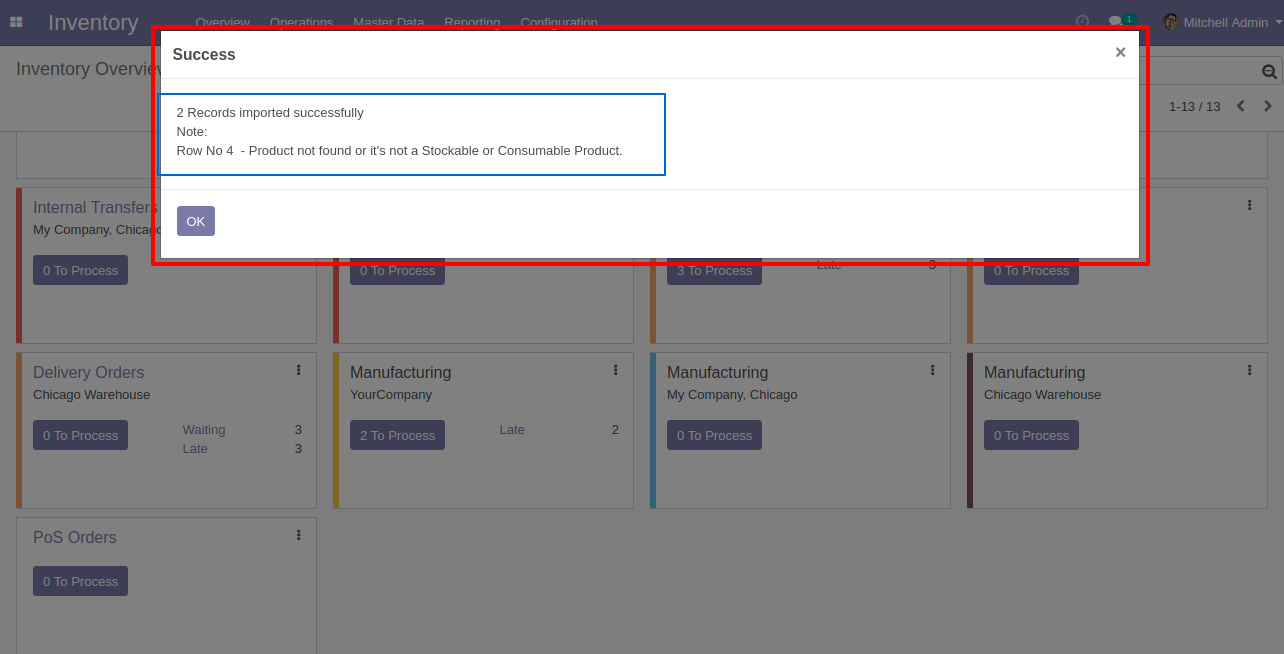 Inventory Overview Operations Master Data Reporting Configuration 1 Mitchell Admin
Success ×
Inventory Overview
2 Records imported successfully
Note:
Row No 4 - Product not found or it's not a Stockable or Consumable Product.
1-13 / 13
OK
Internal Transfers
My Company, Chicago
0 To Process
0 To Process
3 To Process Late 3
0 To Process
Delivery Orders
Chicago Warehouse
0 To Process
Waiting 3
Late 3
Manufacturing
YourCompany
2 To Process Late 2
Manufacturing
My Company, Chicago
0 To Process
Manufacturing
Chicago Warehouse
0 To Process
PoS Orders
0 To Process